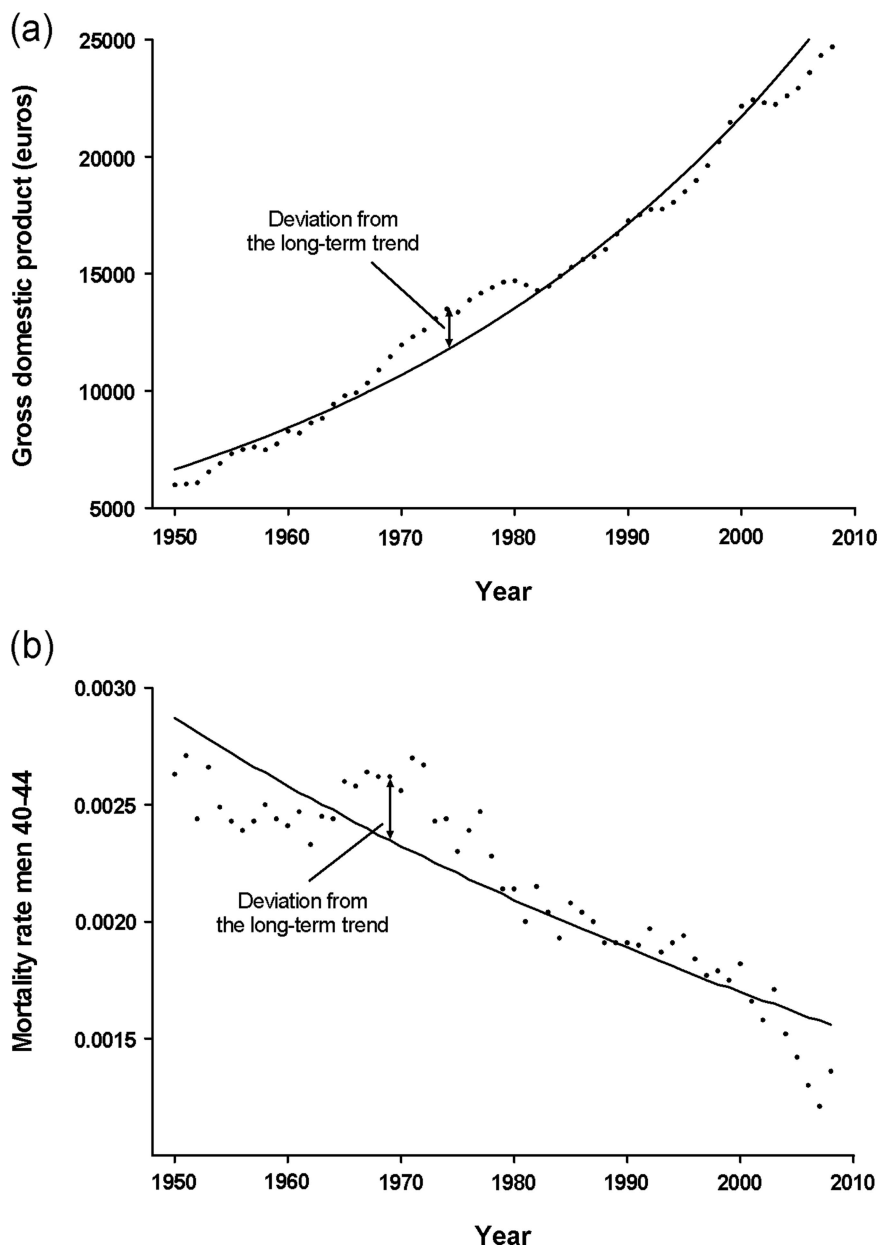 (a)
Gross domestic product (euros)
25000
20000
15000
10000
5000
Deviation from
the long-term trend
1950 1960 1970 1980 1990 2000 2010
Year
(b)
Mortality rate men 40-44
0.0030
0.0025
0.0020
0.0015
Deviation from
the long-term trend
1950 1960 1970 1980 1990 2000 2010
Year